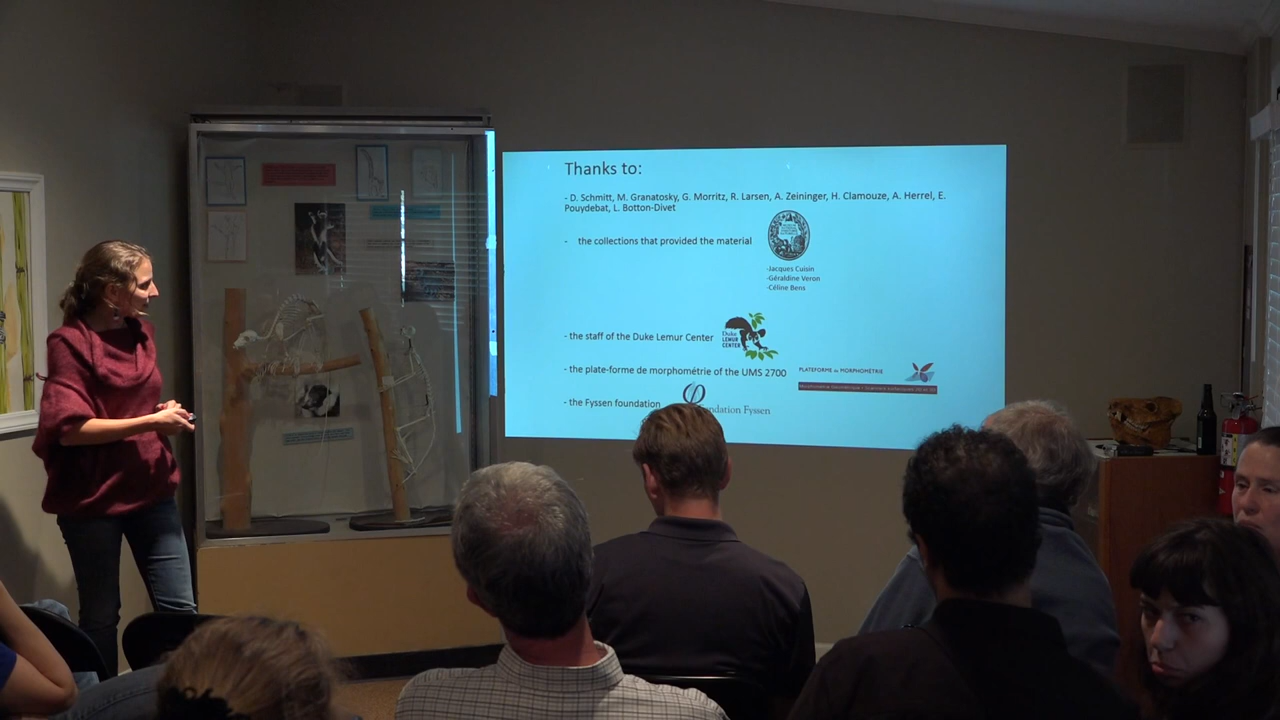 Thanks to:
- D. Schmitt, M. Granatosky, G. Morritz, R. Larsen, A. Zeininger, H. Clamouze, A. Herrel, E.
Pouydebat, L. Botton-Divet
- the collections that provided the material
-Jacques Cuisin
-Géraldine Veron
-Céline Bens
- the staff of the Duke Lemur Center
Duke
LEMUR
CENTER
- the plate-forme de morphométrie of the UMS 2700
PLATEFORME DE MORPHOMÉTRIE
- the Fyssen foundation
ndation Fyssen